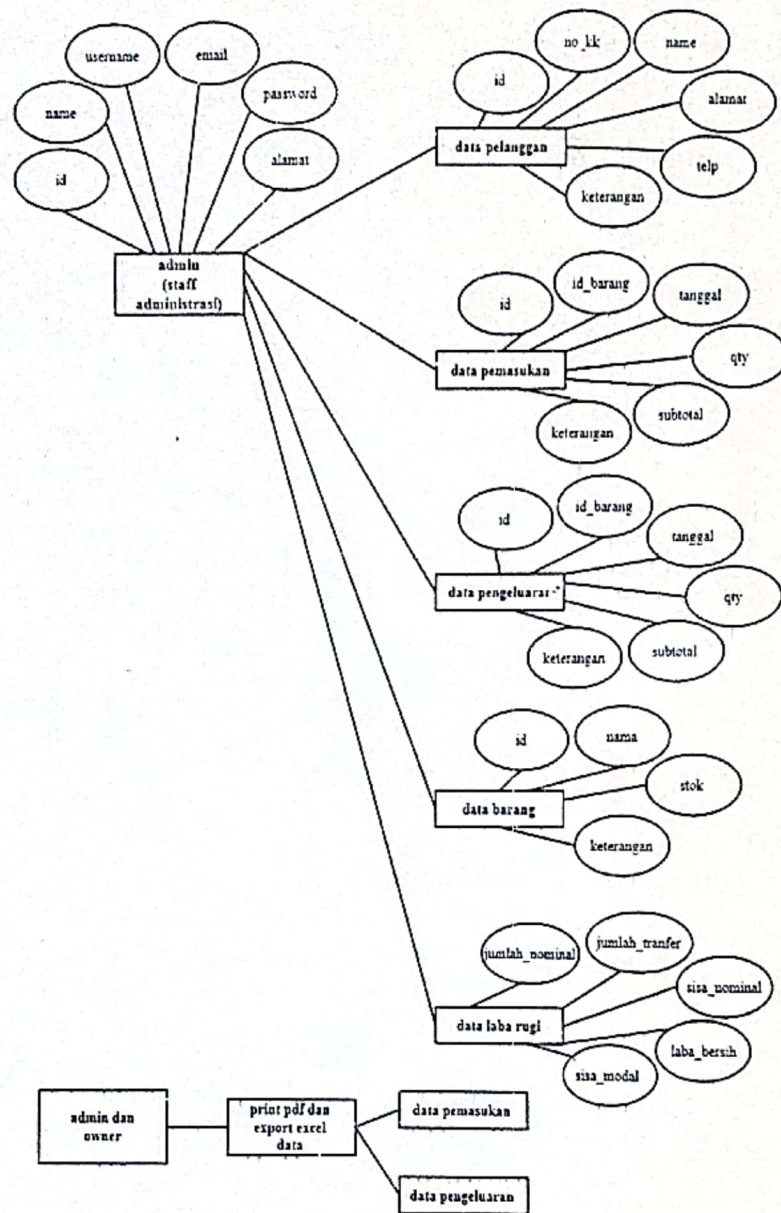 username
email
name
password
id
alamat
admin
(staff
administrasi)
no_kk
name
id
alamat
data pelanggan
telp
keterangan
id_barang
tanggal
id
qty
data pemasukan
subtotal
keterangan
id_barang
id
tanggal
data pengeluaran
qty
keterangan
subtotal
id
nama
stok
data barang
keterangan
jumlah_nominal
jumlah_tranfer
sisa_nominal
data laba rugi
laba_bersih
sisa_modal
admin dan
owner
print pdf dan
export excel
data
data pemasukan
data pengeluaran